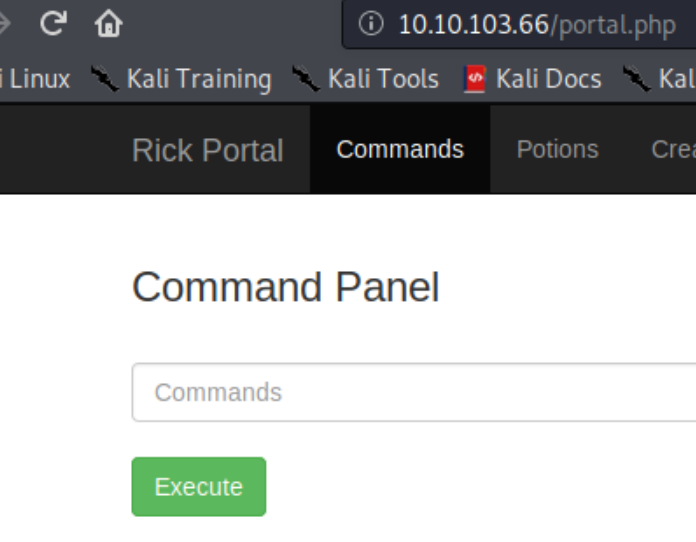 10.10.103.66/portal.php
i Linux Kali Training Kali Tools Kali Docs Kal
Rick Portal Commands Potions Crea
Command Panel
Commands
Execute